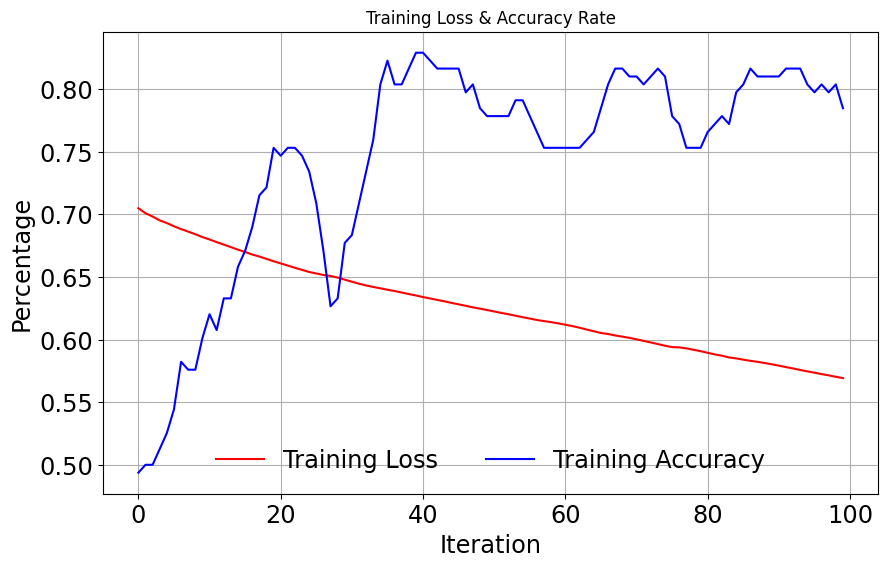 Training Loss & Accuracy Rate
0.80
0.75
0.70
0.65
0.60
0.55
0.50
Percentage
Training Loss
Training Accuracy
0 20 40 60 80 100
Iteration